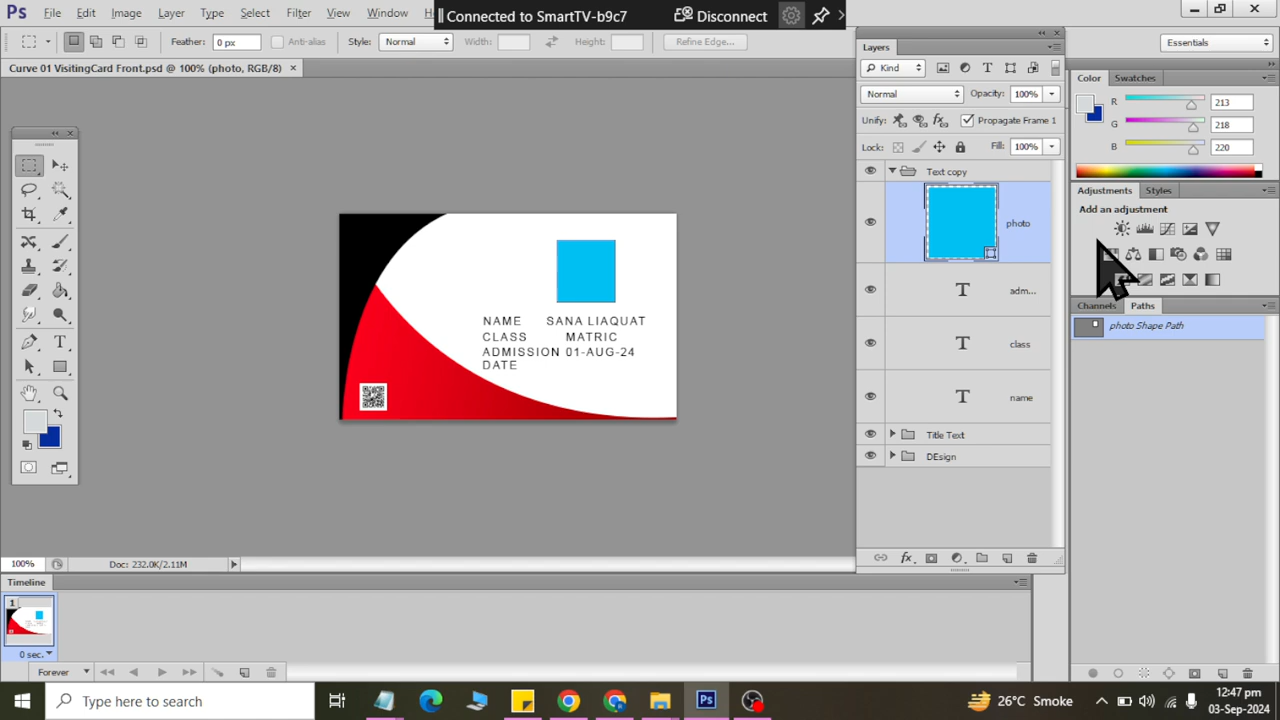 Ps File Edit Image Layer Type Select Filter View Window
Connected to SmartTV-b9c7 Disconnect
Feather: 0 px Anti-alias Style: Normal Width: Height: Refine Edge...
Essentials
Curve 01 VisitingCard Front.psd @ 100% (photo, RGB/8)
Layers
Kind
Normal Opacity: 100%
Unify: Propagate Frame 1
Lock: Fill: 100%
Text copy
photo
adm...
class
name
Title Text
DEsign
Color Swatches
R 213
G 218
B 220
Adjustments Styles
Add an adjustment
Channels Paths
photo Shape Path
NAME SANA LIAQUAT
CLASS MATRIC
ADMISSION 01-AUG-24
DATE
100% Doc: 232.0K/2.11M
Timeline
1
0 sec.
Forever
Type here to search
Ps
26°C Smoke
12:47 pm
03-Sep-2024